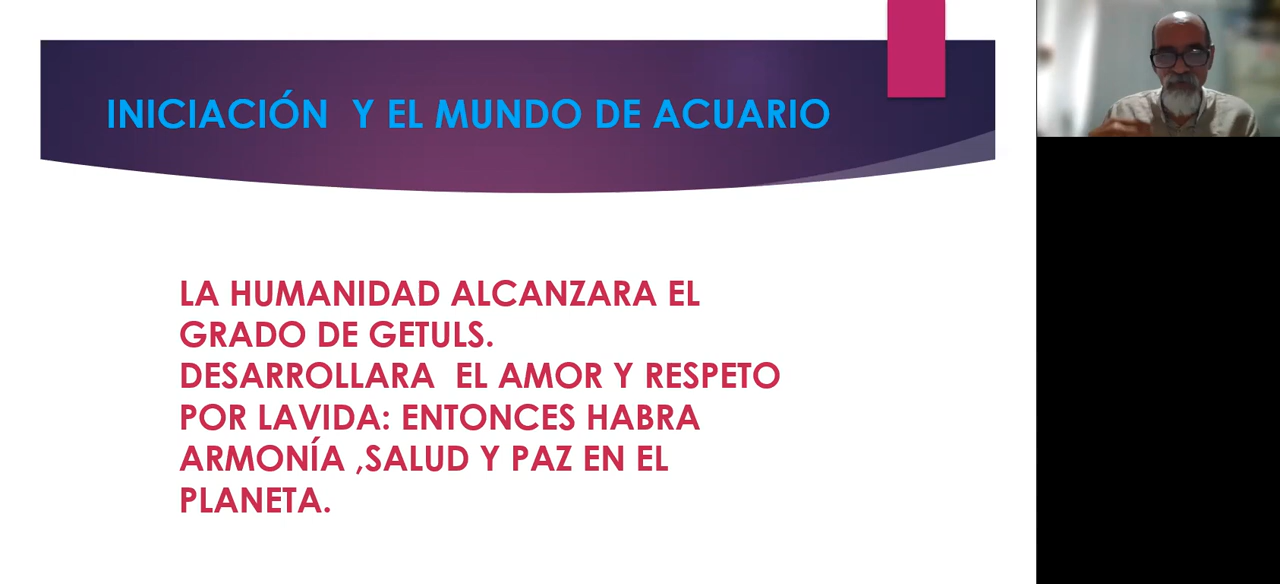 INICIACIÓN Y EL MUNDO DE ACUARIO
LA HUMANIDAD ALCANZARA EL
GRADO DE GETULS.
DESARROLLARA EL AMOR Y RESPETO
POR LAVIDA: ENTONCES HABRA
ARMONÍA ,SALUD Y PAZ EN EL
PLANETA.